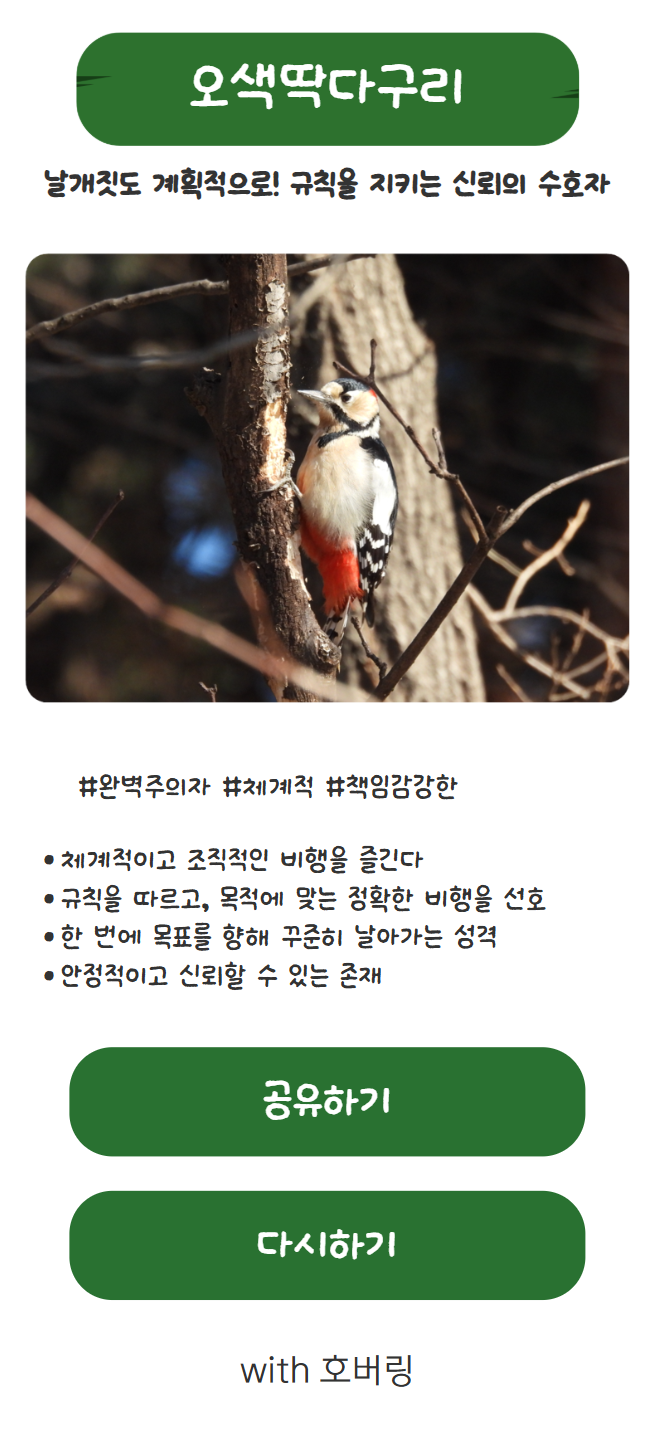 오색딱다구리
날개짓도 계획적으로! 규칙을 지키는 신뢰의 수호자
#완벽주의자 #체계적 #책임감강한
• 체계적이고 조직적인 비행을 즐긴다
• 규칙을 따르고, 목적에 맞는 정확한 비행을 선호
• 한 번에 목표를 향해 꾸준히 날아가는 성격
• 안정적이고 신뢰할 수 있는 존재
공유하기
다시하기
with 호버링